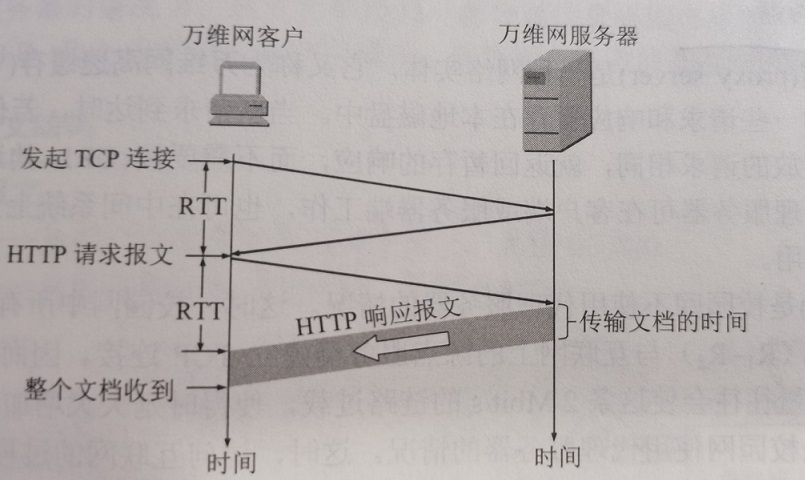 万维网客户
万维网服务器
发起 TCP 连接
RTT
HTTP 请求报文
RTT
HTTP 响应报文
传输文档的时间
整个文档收到
时间
时间